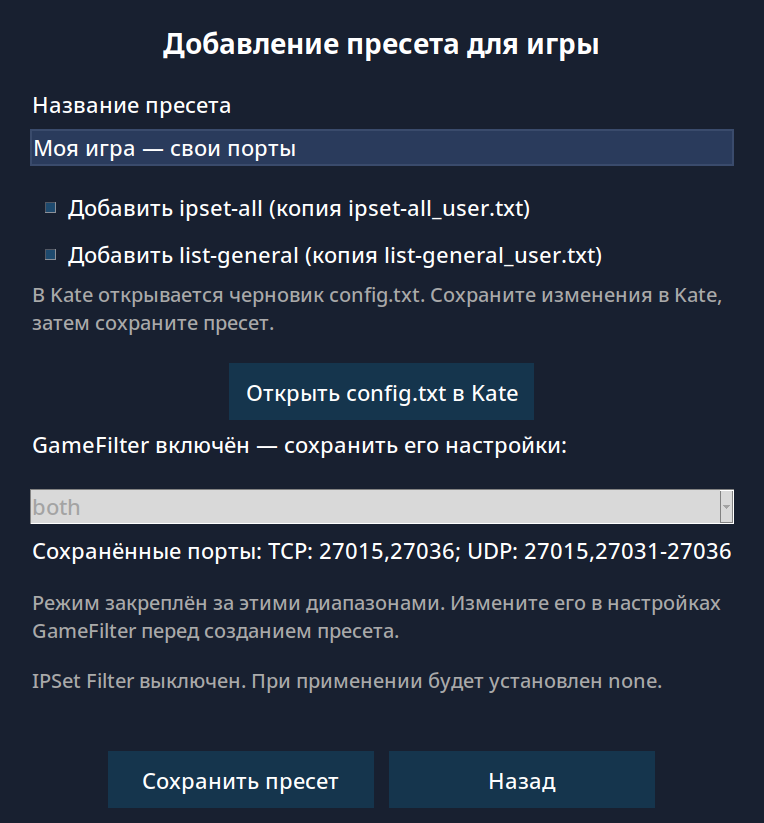 Добавление пресета для игры
Название пресета
Моя игра — свои порты
Добавить ipset-all (копия ipset-all_user.txt)
Добавить list-general (копия list-general_user.txt)
В Kate открывается черновик config.txt. Сохраните изменения в Kate,
затем сохраните пресет.
Открыть config.txt в Kate
GameFilter включён — сохранить его настройки:
both
Сохранённые порты: TCP: 27015,27036; UDP: 27015,27031-27036
Режим закреплён за этими диапазонами. Измените его в настройках
GameFilter перед созданием пресета.
IPSet Filter выключен. При применении будет установлен none.
Сохранить пресет
Назад